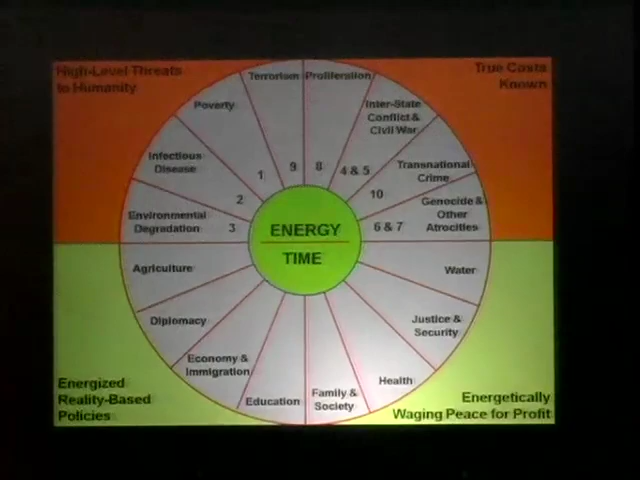 High-Level Threats
to Humanity
True Costs
Known
Terrorism
Proliferation
Poverty
Inter-State
Conflict &
Civil War
Infectious
Disease
Transnational
Crime
Environmental
Degradation
Genocide &
Other
Atrocities
1
9
8
4 & 5
2
10
3
6 & 7
ENERGY
TIME
Agriculture
Water
Diplomacy
Justice &
Security
Economy &
Immigration
Health
Education
Family &
Society
Energized
Reality-Based
Policies
Energetically
Waging Peace for Profit